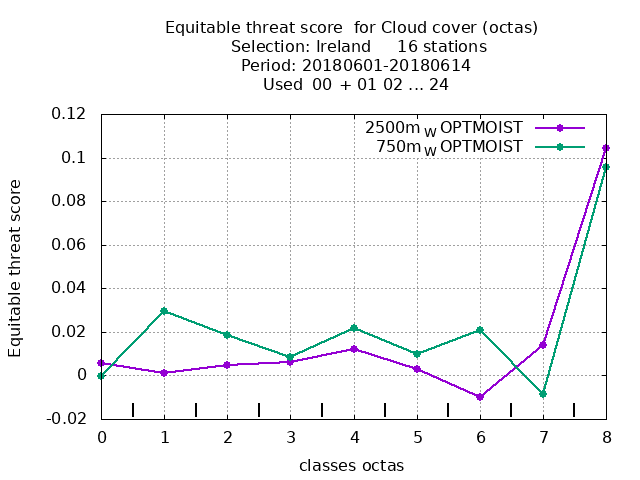 Equitable threat score  for Cloud cover (octas)
Selection: Ireland     16 stations
Period: 20180601-20180614
Used  00  + 01 02 ... 24
2500m W OPTMOIST
750m W OPTMOIST
0.12
0.1
0.08
0.06
0.04
0.02
0
-0.02
Equitable threat score
0 1 2 3 4 5 6 7 8
classes octas